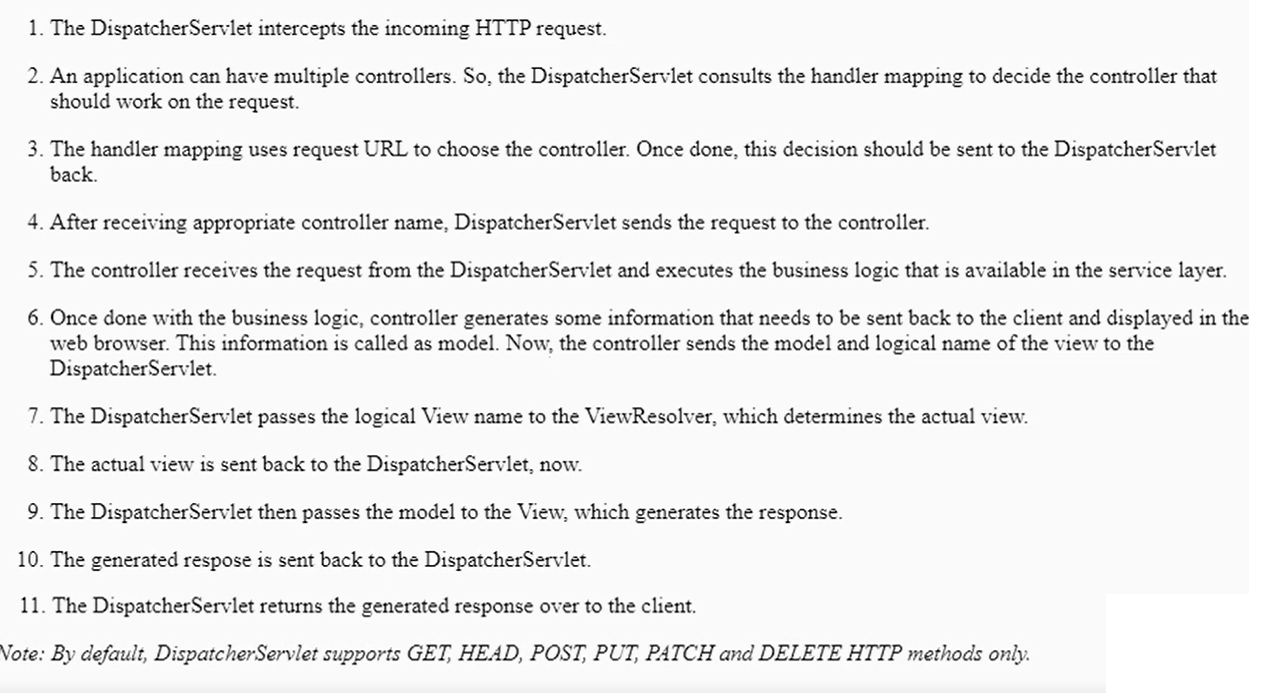 1. The DispatcherServlet intercepts the incoming HTTP request.
2. An application can have multiple controllers. So, the DispatcherServlet consults the handler mapping to decide the controller that
should work on the request.
3. The handler mapping uses request URL to choose the controller. Once done, this decision should be sent to the DispatcherServlet
back.
4. After receiving appropriate controller name, DispatcherServlet sends the request to the controller.
5. The controller receives the request from the DispatcherServlet and executes the business logic that is available in the service layer.
6. Once done with the business logic, controller generates some information that needs to be sent back to the client and displayed in the
web browser. This information is called as model. Now, the controller sends the model and logical name of the view to the
DispatcherServlet.
7. The DispatcherServlet passes the logical View name to the ViewResolver, which determines the actual view.
8. The actual view is sent back to the DispatcherServlet, now.
9. The DispatcherServlet then passes the model to the View, which generates the response.
10. The generated respose is sent back to the DispatcherServlet.
11. The DispatcherServlet returns the generated response over to the client.
Note: By default, DispatcherServlet supports GET, HEAD, POST, PUT, PATCH and DELETE HTTP methods only.